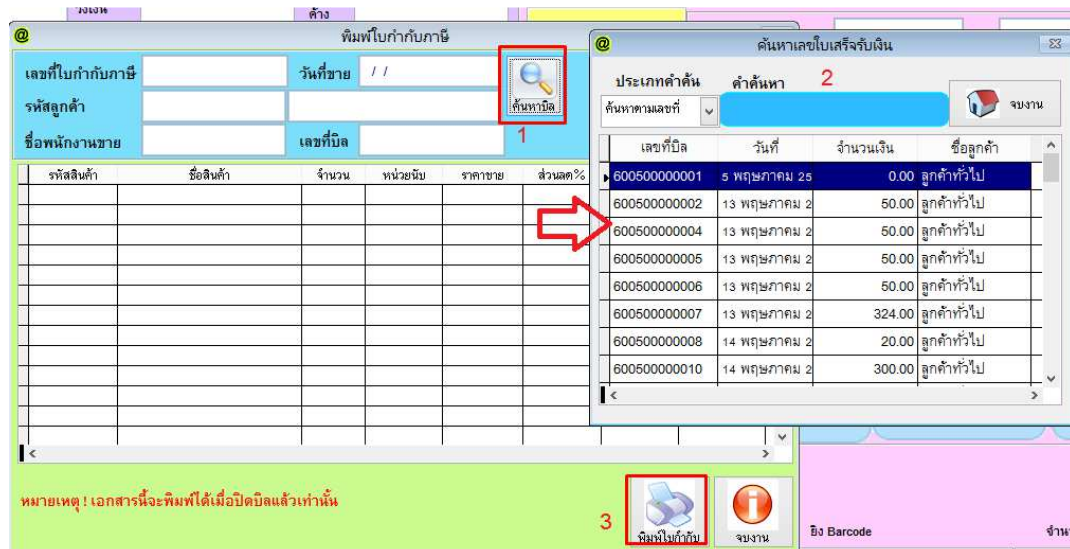 วงเงิน
ค้าง
@
พิมพ์ใบกำกับภาษี
เลขที่ใบกำกับภาษี
วันที่ขาย
/ /
รหัสลูกค้า
ค้นหาบิล
ชื่อพนักงานขาย
เลขที่บิล
1
รหัสสินค้า ชื่อสินค้า จำนวน หน่วยนับ ราคาขาย ส่วนลด%
หมายเหตุ ! เอกสารนี้จะพิมพ์ได้เมื่อปิดบิลแล้วเท่านั้น
3
พิมพ์ใบกำกับ
จบงาน
@
ค้นหาเลขใบเสร็จรับเงิน
ประเภทคำค้น คำค้นหา 2
ค้นหาตามเลขที่
จบงาน
เลขที่บิล วันที่ จำนวนเงิน ชื่อลูกค้า
600500000001 5 พฤษภาคม 25 0.00 ลูกค้าทั่วไป
600500000002 13 พฤษภาคม 2 50.00 ลูกค้าทั่วไป
600500000004 13 พฤษภาคม 2 50.00 ลูกค้าทั่วไป
600500000005 13 พฤษภาคม 2 50.00 ลูกค้าทั่วไป
600500000006 13 พฤษภาคม 2 50.00 ลูกค้าทั่วไป
600500000007 13 พฤษภาคม 2 324.00 ลูกค้าทั่วไป
600500000008 14 พฤษภาคม 2 20.00 ลูกค้าทั่วไป
600500000010 14 พฤษภาคม 2 300.00 ลูกค้าทั่วไป
ยิง Barcode